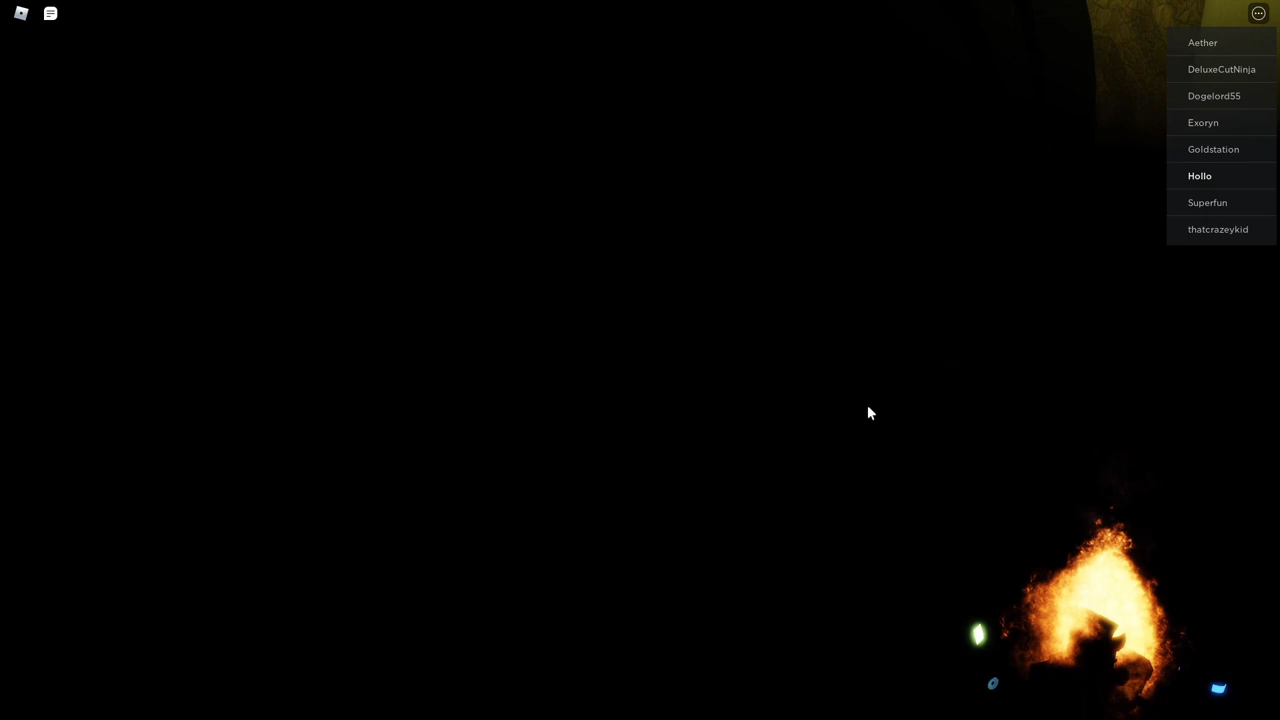 Aether
DeluxeCutNinja
Dogelord55
Exoryn
Goldstation
Hollo
Superfun
thatcrazeykid